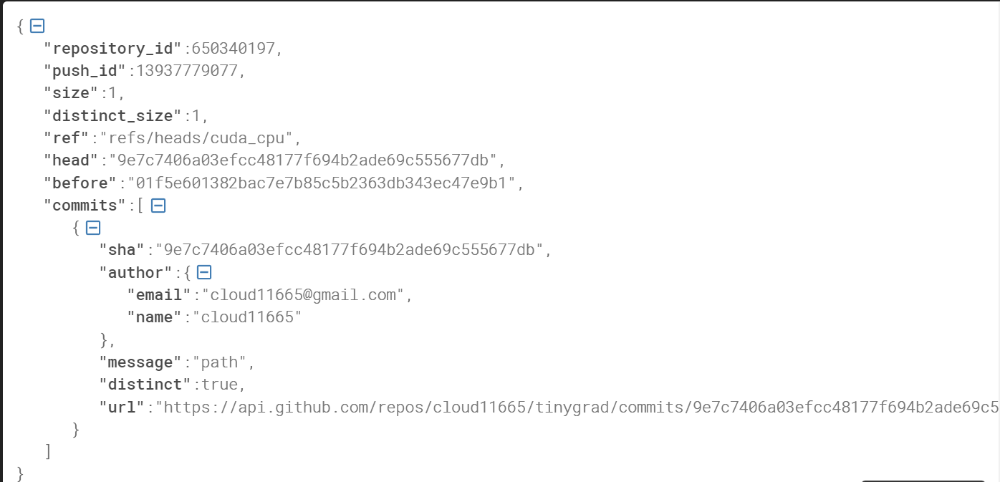 {
"repository_id":650340197,
"push_id":13937779077,
"size":1,
"distinct_size":1,
"ref":"refs/heads/cuda_cpu",
"head":"9e7c7406a03efcc48177f694b2ade69c555677db",
"before":"01f5e601382bac7e7b85c5b2363db343ec47e9b1",
"commits":[
{
"sha":"9e7c7406a03efcc48177f694b2ade69c555677db",
"author":{
"email":"cloud11665@gmail.com",
"name":"cloud11665"
},
"message":"path",
"distinct":true,
"url":"https://api.github.com/repos/cloud11665/tinygrad/commits/9e7c7406a03efcc48177f694b2ade69c5
}
]
}